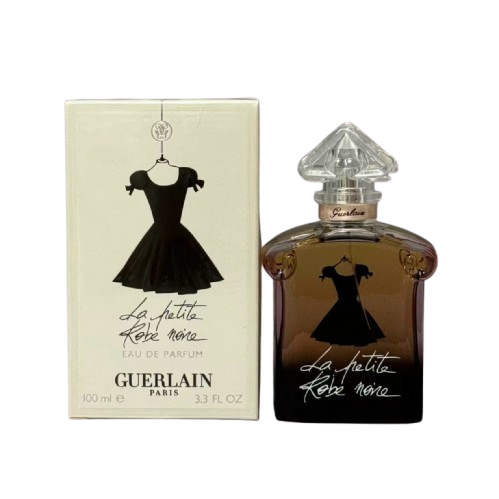 La petite
Robe noire
EAU DE PARFUM
GUERLAIN
PARIS
100 ml ℮ 3.3 FL OZ
Guerlain
La petite
Robe noire